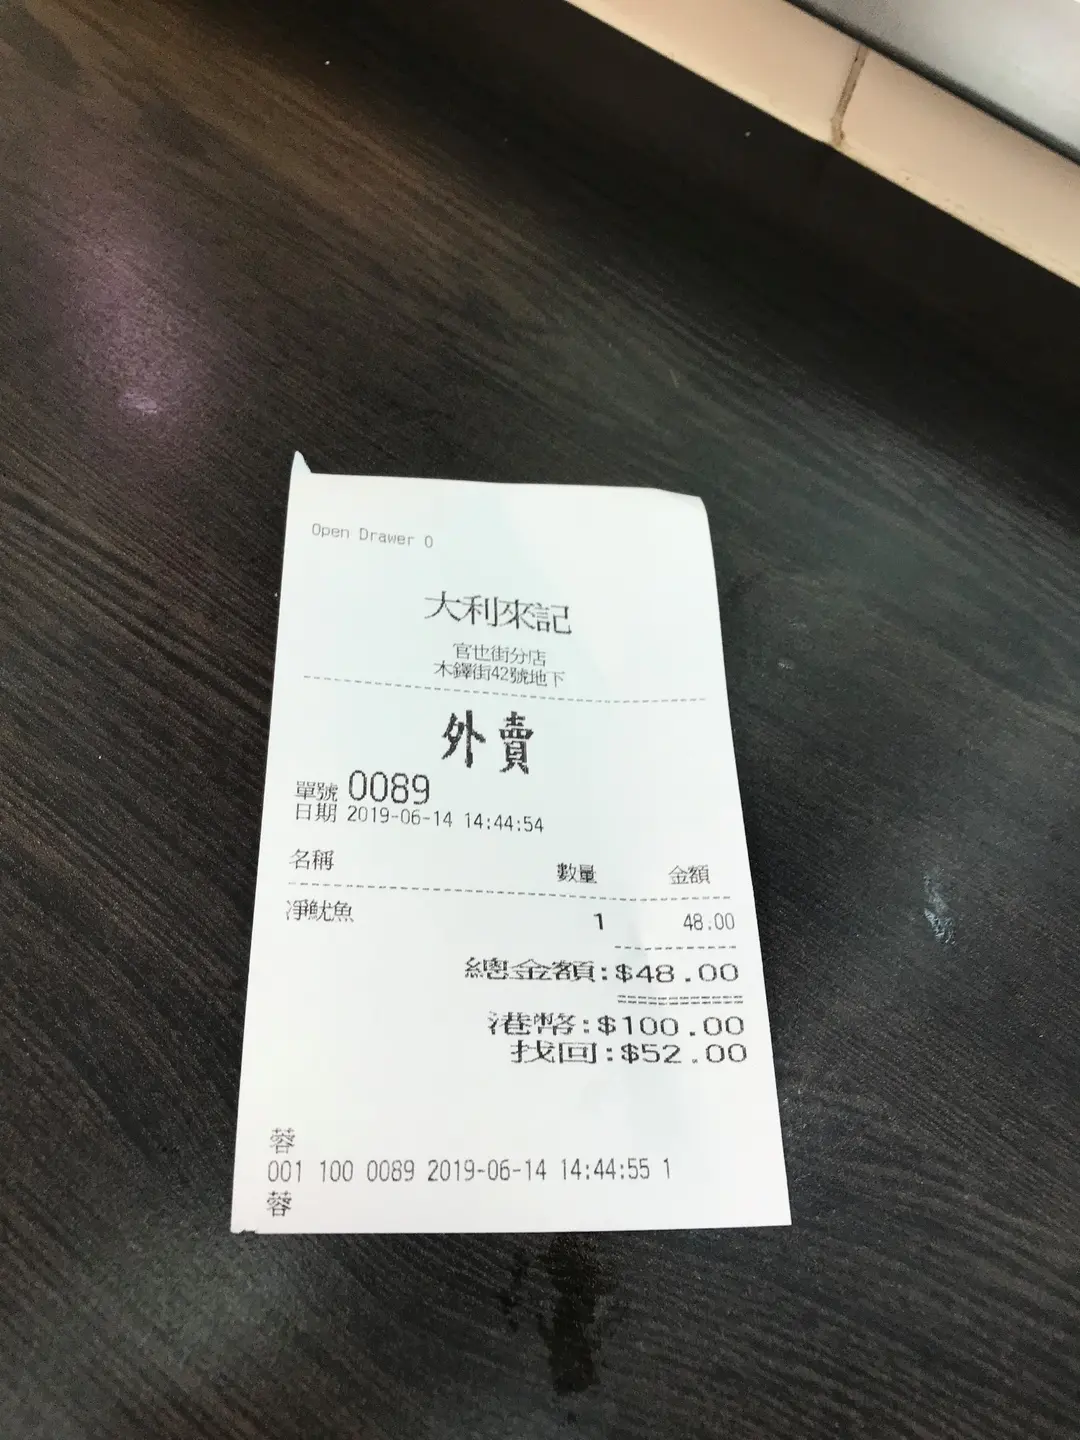 Open Drawer 0
大利來記
官也街分店
木鐸街42號地下
外賣
單號 0089
日期 2019-06-14 14:44:54
名稱 數量 金額
凈魷魚 1 48.00
總金額:$48.00
港幣:$100.00
找回:$52.00
蓉
001 100 0089 2019-06-14 14:44:55 1
蓉